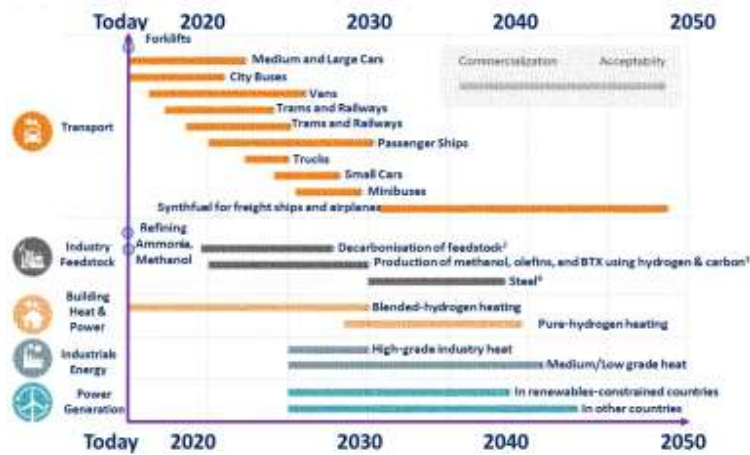 Today 2020 2030 2040 2050
Forklifts
Commercialization Acceptability
Medium and Large Cars
City Buses
Vans
Trams and Railways
Transport
Trams and Railways
Passenger Ships
Trucks
Small Cars
Minibuses
Synthfuel for freight ships and airplanes
Refining
Ammonia,
Methanol
Industry
Feedstock
Decarbonisation of feedstock²
Production of methanol, olefins, and BTX using hydrogen & carbon
Steel
Building
Heat &
Power
Blended-hydrogen heating
Pure-hydrogen heating
Industrials
Energy
High-grade industry heat
Medium/Low grade heat
Power
Generation
In renewables-constrained countries
In other countries
Today 2020 2030 2040 2050